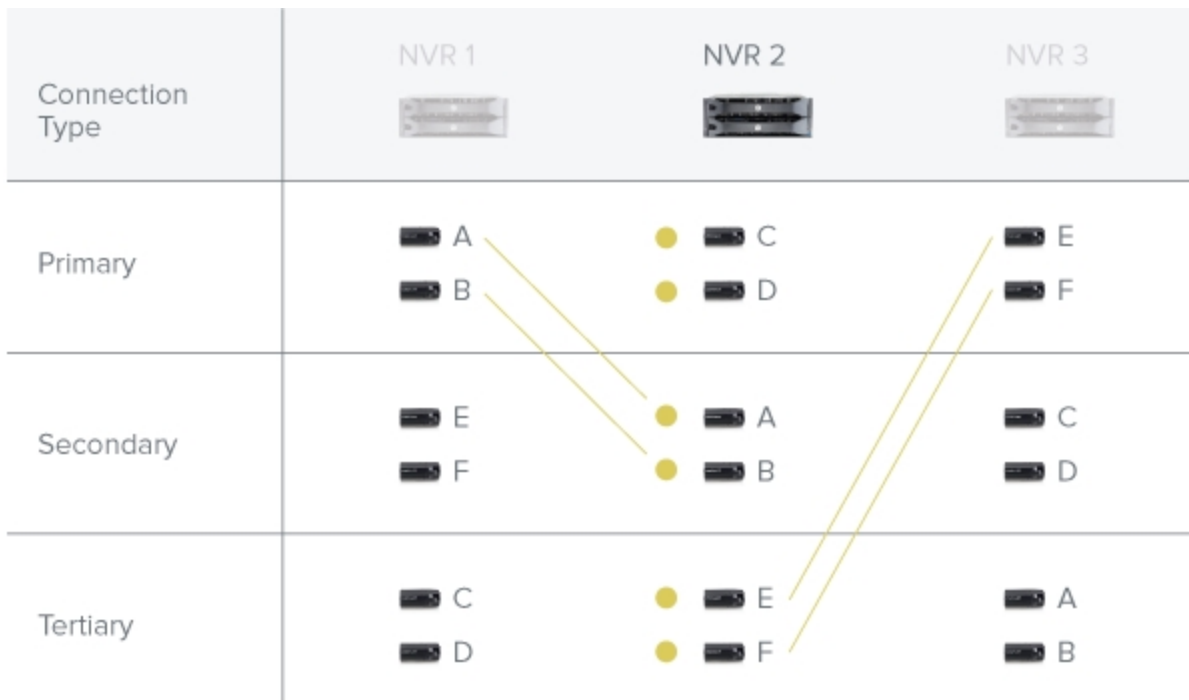 NVR 1
NVR 2
NVR 3
Connection
Type
Primary
A
C
E
B
D
F
Secondary
E
A
C
F
B
D
Tertiary
C
E
A
D
F
B